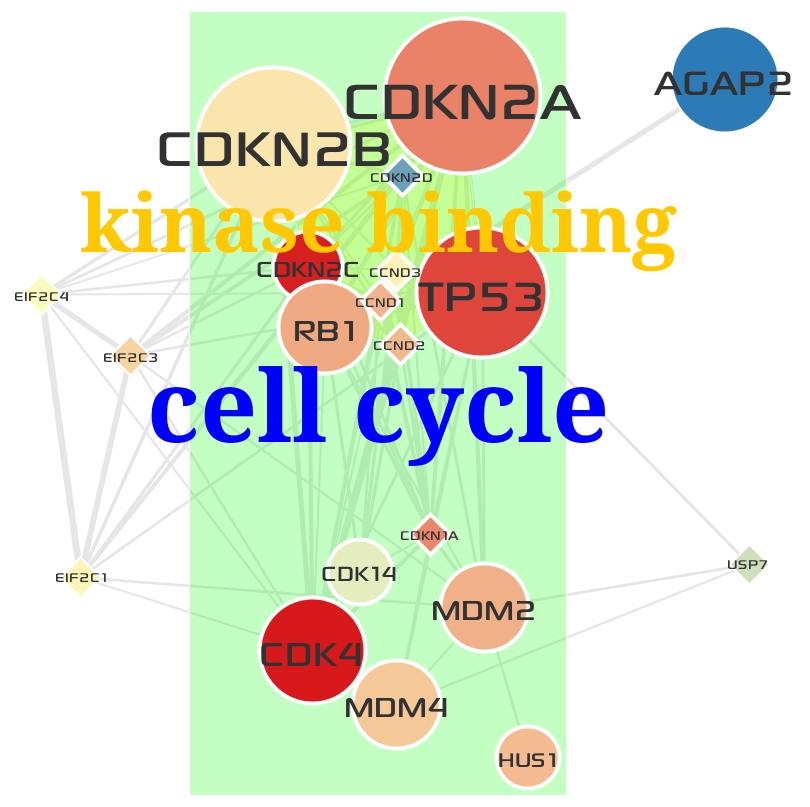 AGAP2
CDKN2A
CDKN2B
CDKN2D
kinase binding
CDKN2C
CCND3
EIF2C4
CCND1
TP53
RB1
CCND2
EIF2C3
cell cycle
CDKN1A
USP7
CDK14
EIF2C1
MDM2
CDK4
MDM4
HUS1